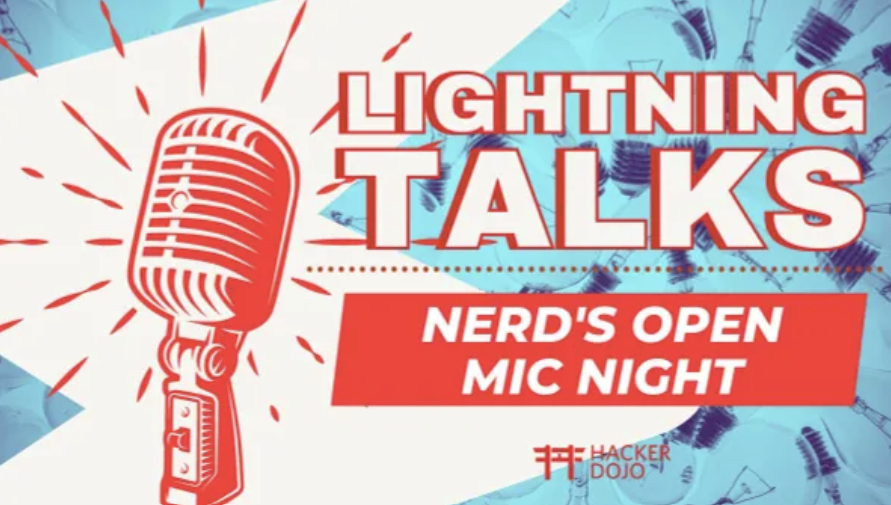 LIGHTNING
TALKS
NERD'S OPEN
MIC NIGHT
HACKER
DOJO